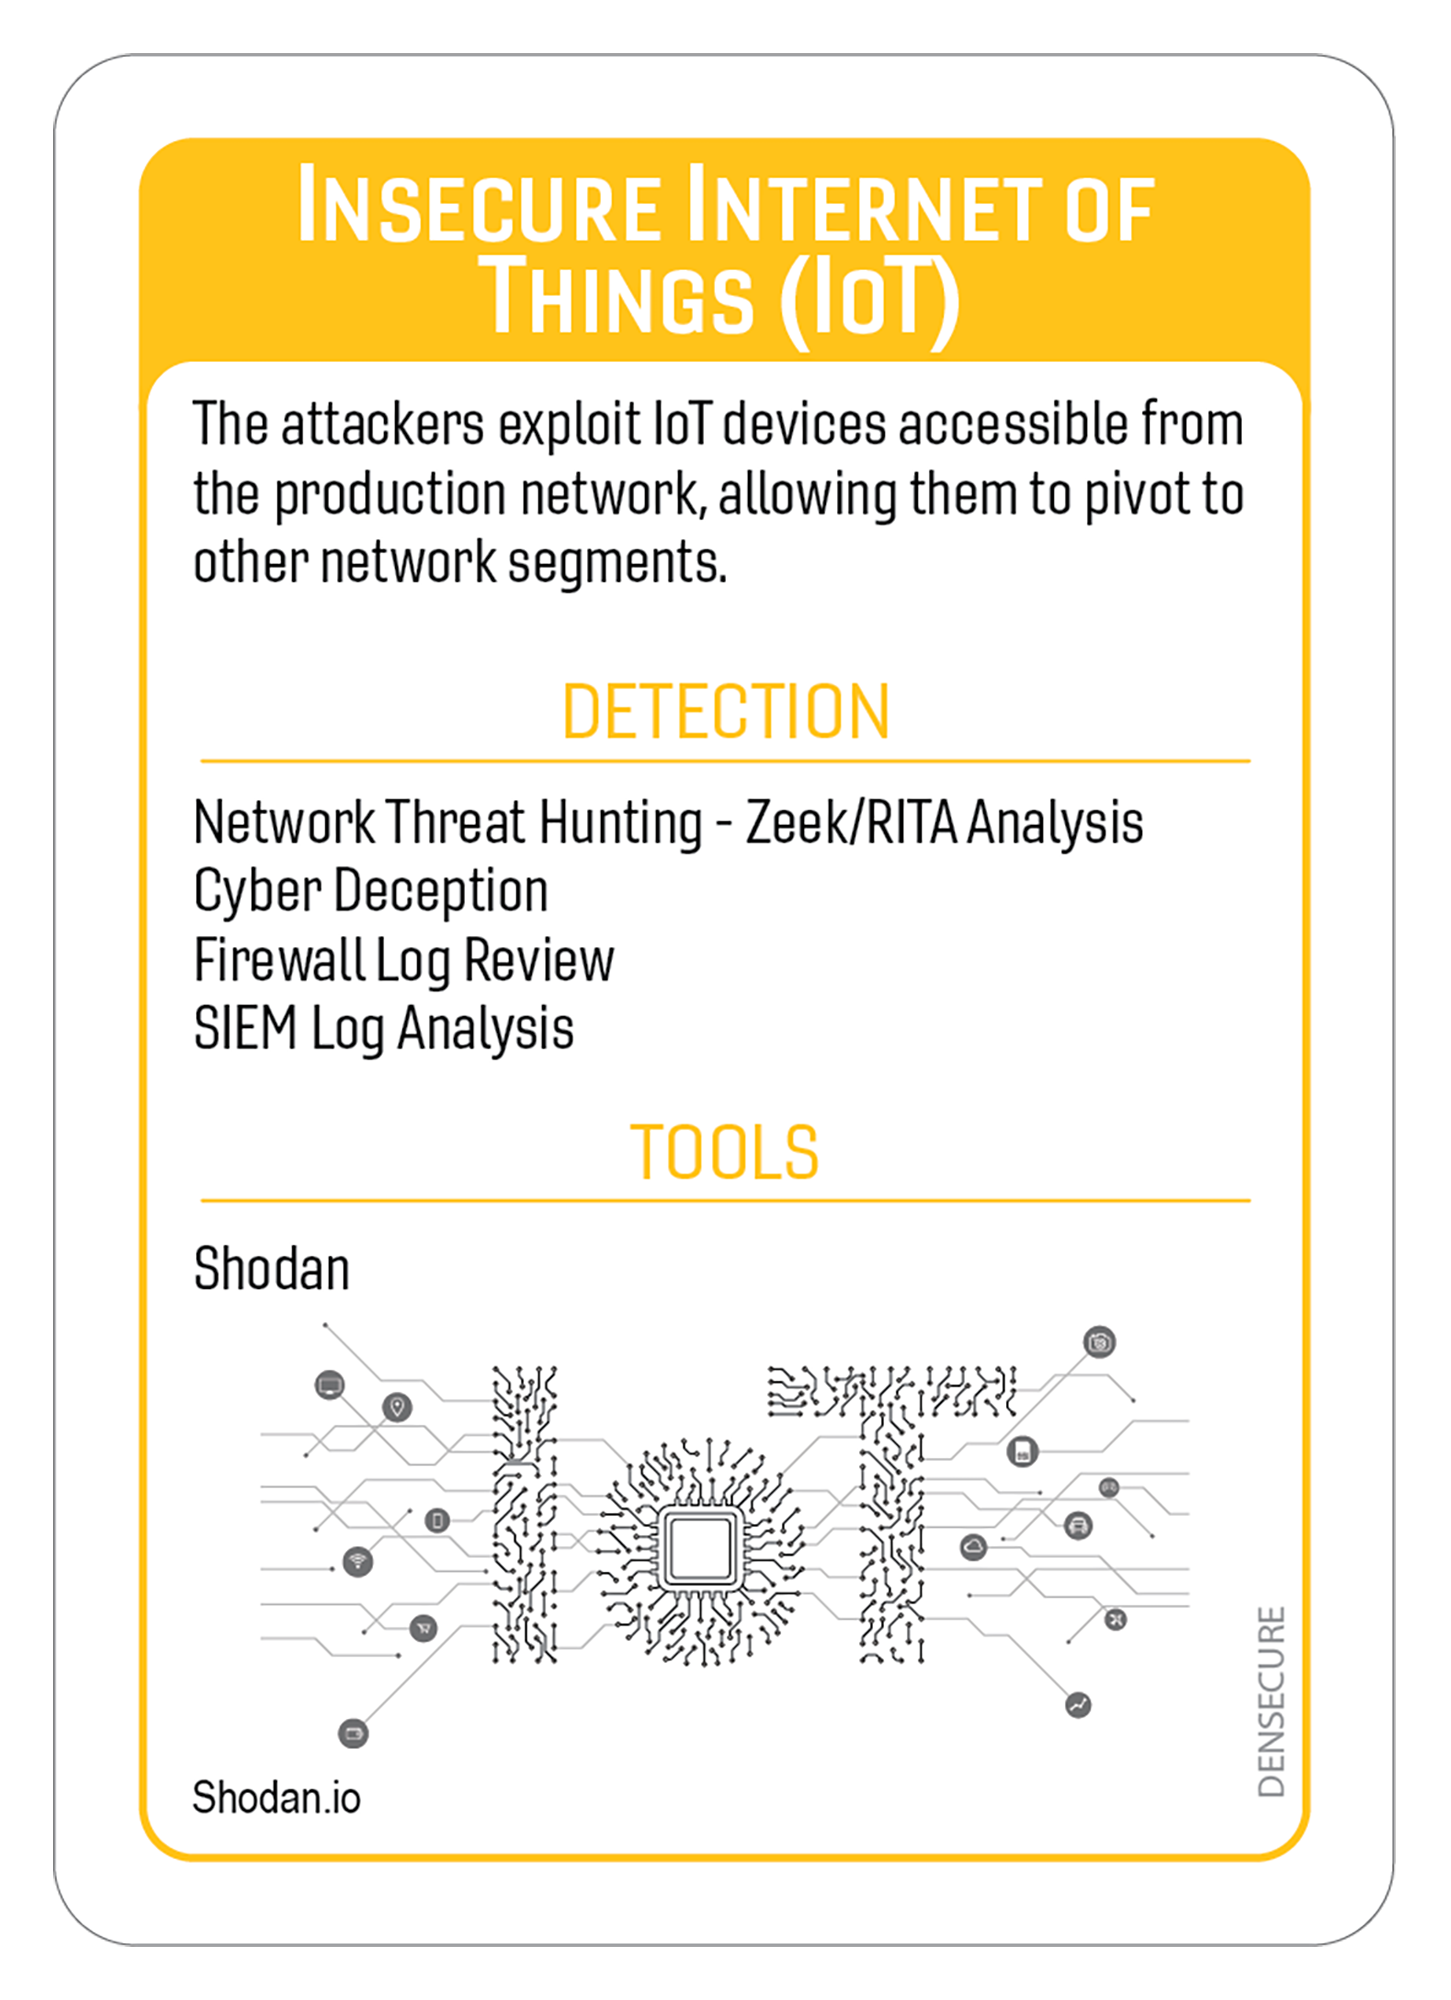 INSECURE INTERNET OF
THINGS (IOT)
The attackers exploit IoT devices accessible from
the production network, allowing them to pivot to
other network segments.
DETECTION
Network Threat Hunting - Zeek/RITA Analysis
Cyber Deception
Firewall Log Review
SIEM Log Analysis
TOOLS
Shodan
IoT
Shodan.io
DENSECURE